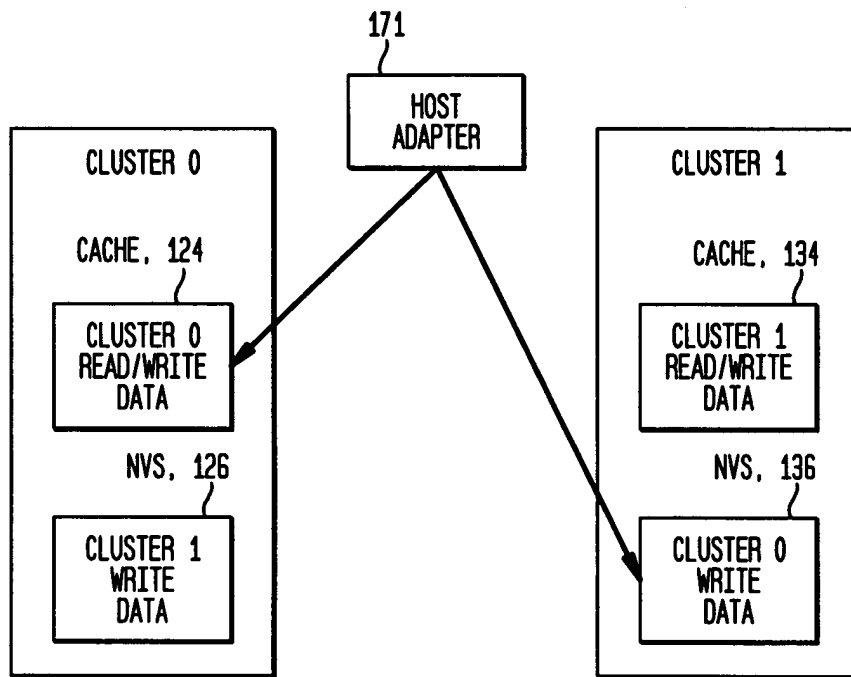 171
HOST
ADAPTER
CLUSTER 0
CACHE, 124
CLUSTER 0
READ/WRITE
DATA
NVS, 126
CLUSTER 1
WRITE
DATA
CLUSTER 1
CACHE, 134
CLUSTER 1
READ/WRITE
DATA
NVS, 136
CLUSTER 0
WRITE
DATA